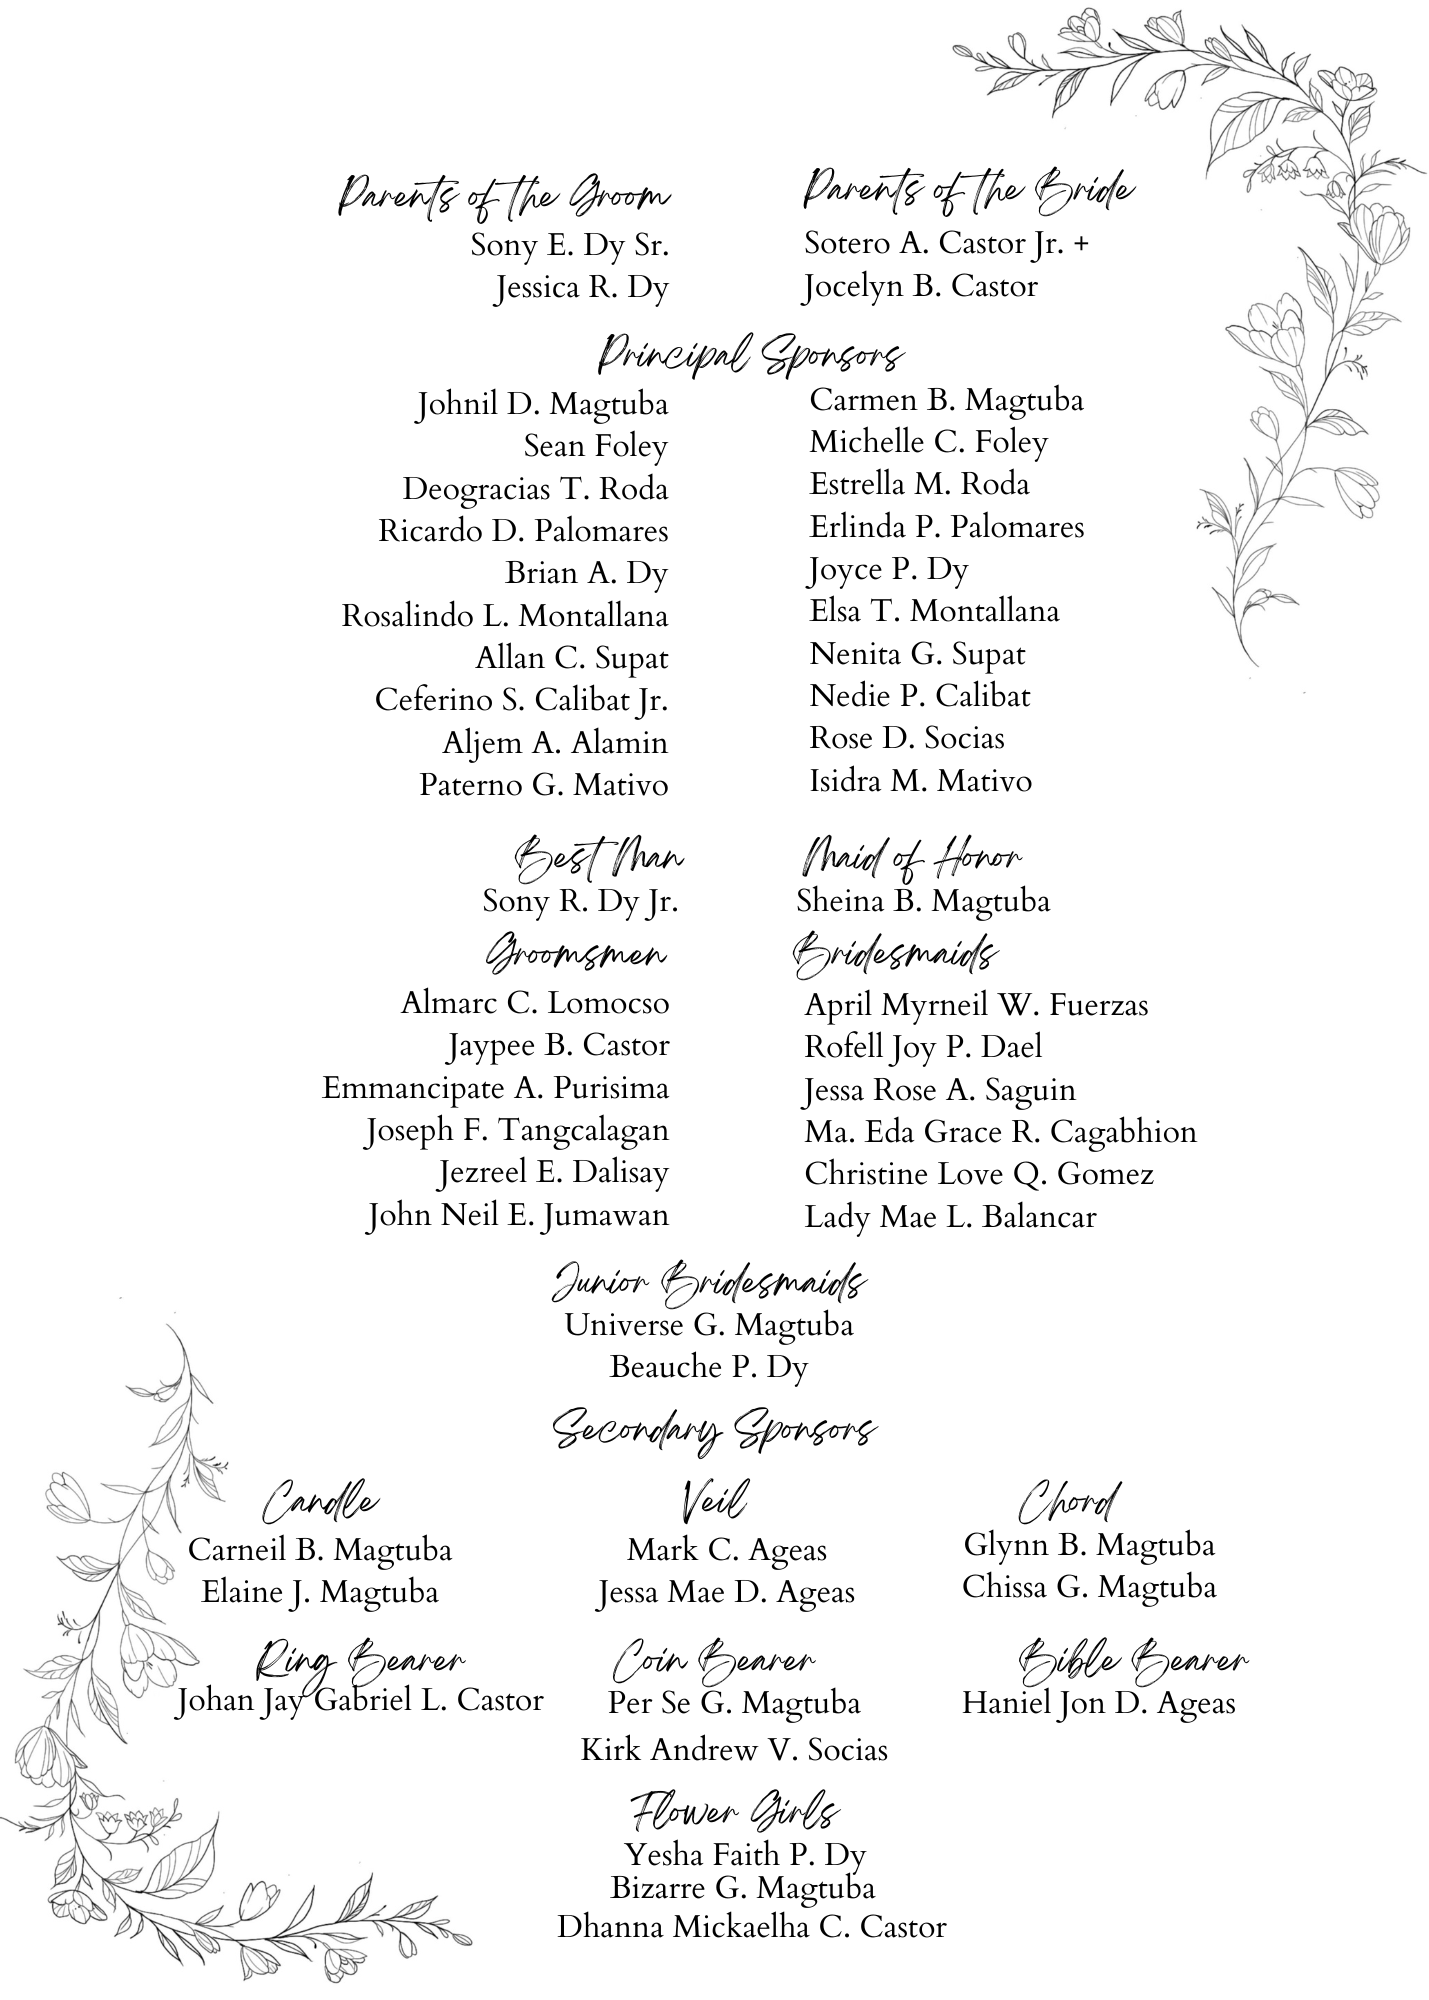 Parents of the Groom
Sony E. Dy Sr.
Jessica R. Dy
Parents of the Bride
Sotero A. Castor Jr. +
Jocelyn B. Castor
Principal Sponsors
Johnil D. Magtuba
Sean Foley
Deogracias T. Roda
Ricardo D. Palomares
Brian A. Dy
Rosalindo L. Montallana
Allan C. Supat
Ceferino S. Calibat Jr.
Aljem A. Alamin
Paterno G. Mativo
Carmen B. Magtuba
Michelle C. Foley
Estrella M. Roda
Erlinda P. Palomares
Joyce P. Dy
Elsa T. Montallana
Nenita G. Supat
Nedie P. Calibat
Rose D. Socias
Isidra M. Mativo
Best Man
Sony R. Dy Jr.
Maid of Honor
Sheina B. Magtuba
Groomsmen
Almarc C. Lomocso
Jaypee B. Castor
Emmancipate A. Purisima
Joseph F. Tangcalagan
Jezreel E. Dalisay
John Neil E. Jumawan
Bridesmaids
April Myrneil W. Fuerzas
Rofell Joy P. Dael
Jessa Rose A. Saguin
Ma. Eda Grace R. Cagabhion
Christine Love Q. Gomez
Lady Mae L. Balancar
Junior Bridesmaids
Universe G. Magtuba
Beauche P. Dy
Secondary Sponsors
Candle
Carneil B. Magtuba
Elaine J. Magtuba
Veil
Mark C. Ageas
Jessa Mae D. Ageas
Chord
Glynn B. Magtuba
Chissa G. Magtuba
Ring Bearer
Johan Jay Gabriel L. Castor
Coin Bearer
Per Se G. Magtuba
Kirk Andrew V. Socias
Bible Bearer
Haniel Jon D. Ageas
Flower Girls
Yesha Faith P. Dy
Bizarre G. Magtuba
Dhanna Mickaelha C. Castor